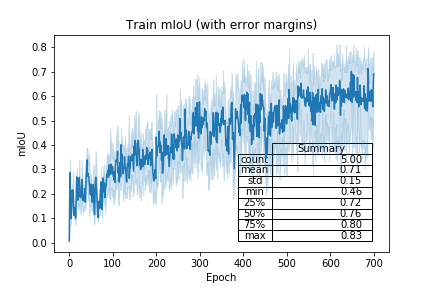 Train mIoU (with error margins)
mIoU
0.8
0.7
0.6
0.5
0.4
0.3
0.2
0.1
0.0
Summary
count 5.00
mean 0.71
std 0.15
min 0.46
25% 0.72
50% 0.76
75% 0.80
max 0.83
0 100 200 300 400 500 600 700
Epoch